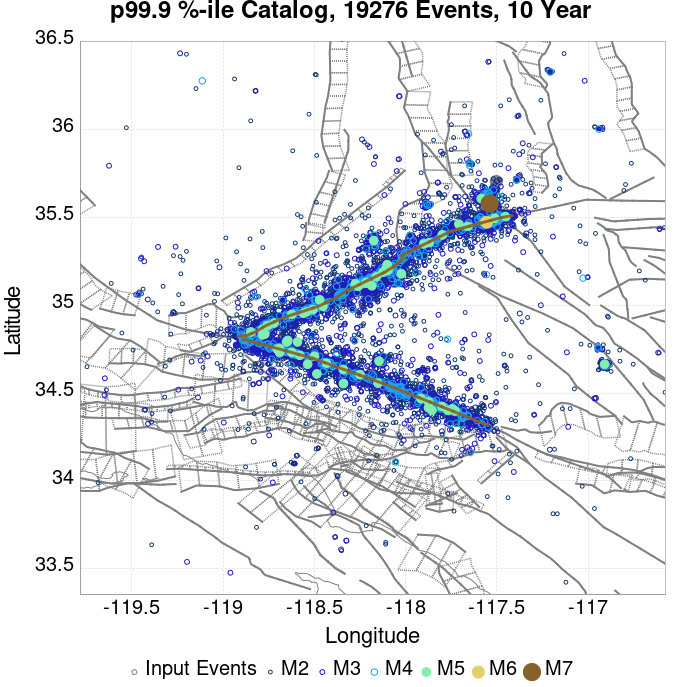 p99.9 %-ile Catalog, 19276 Events, 10 Year
36.5
36
35.5
35
34.5
34
33.5
Latitude
-119.5 -119 -118.5 -118 -117.5 -117
Longitude
Input Events M2 M3 M4 M5 M6 M7